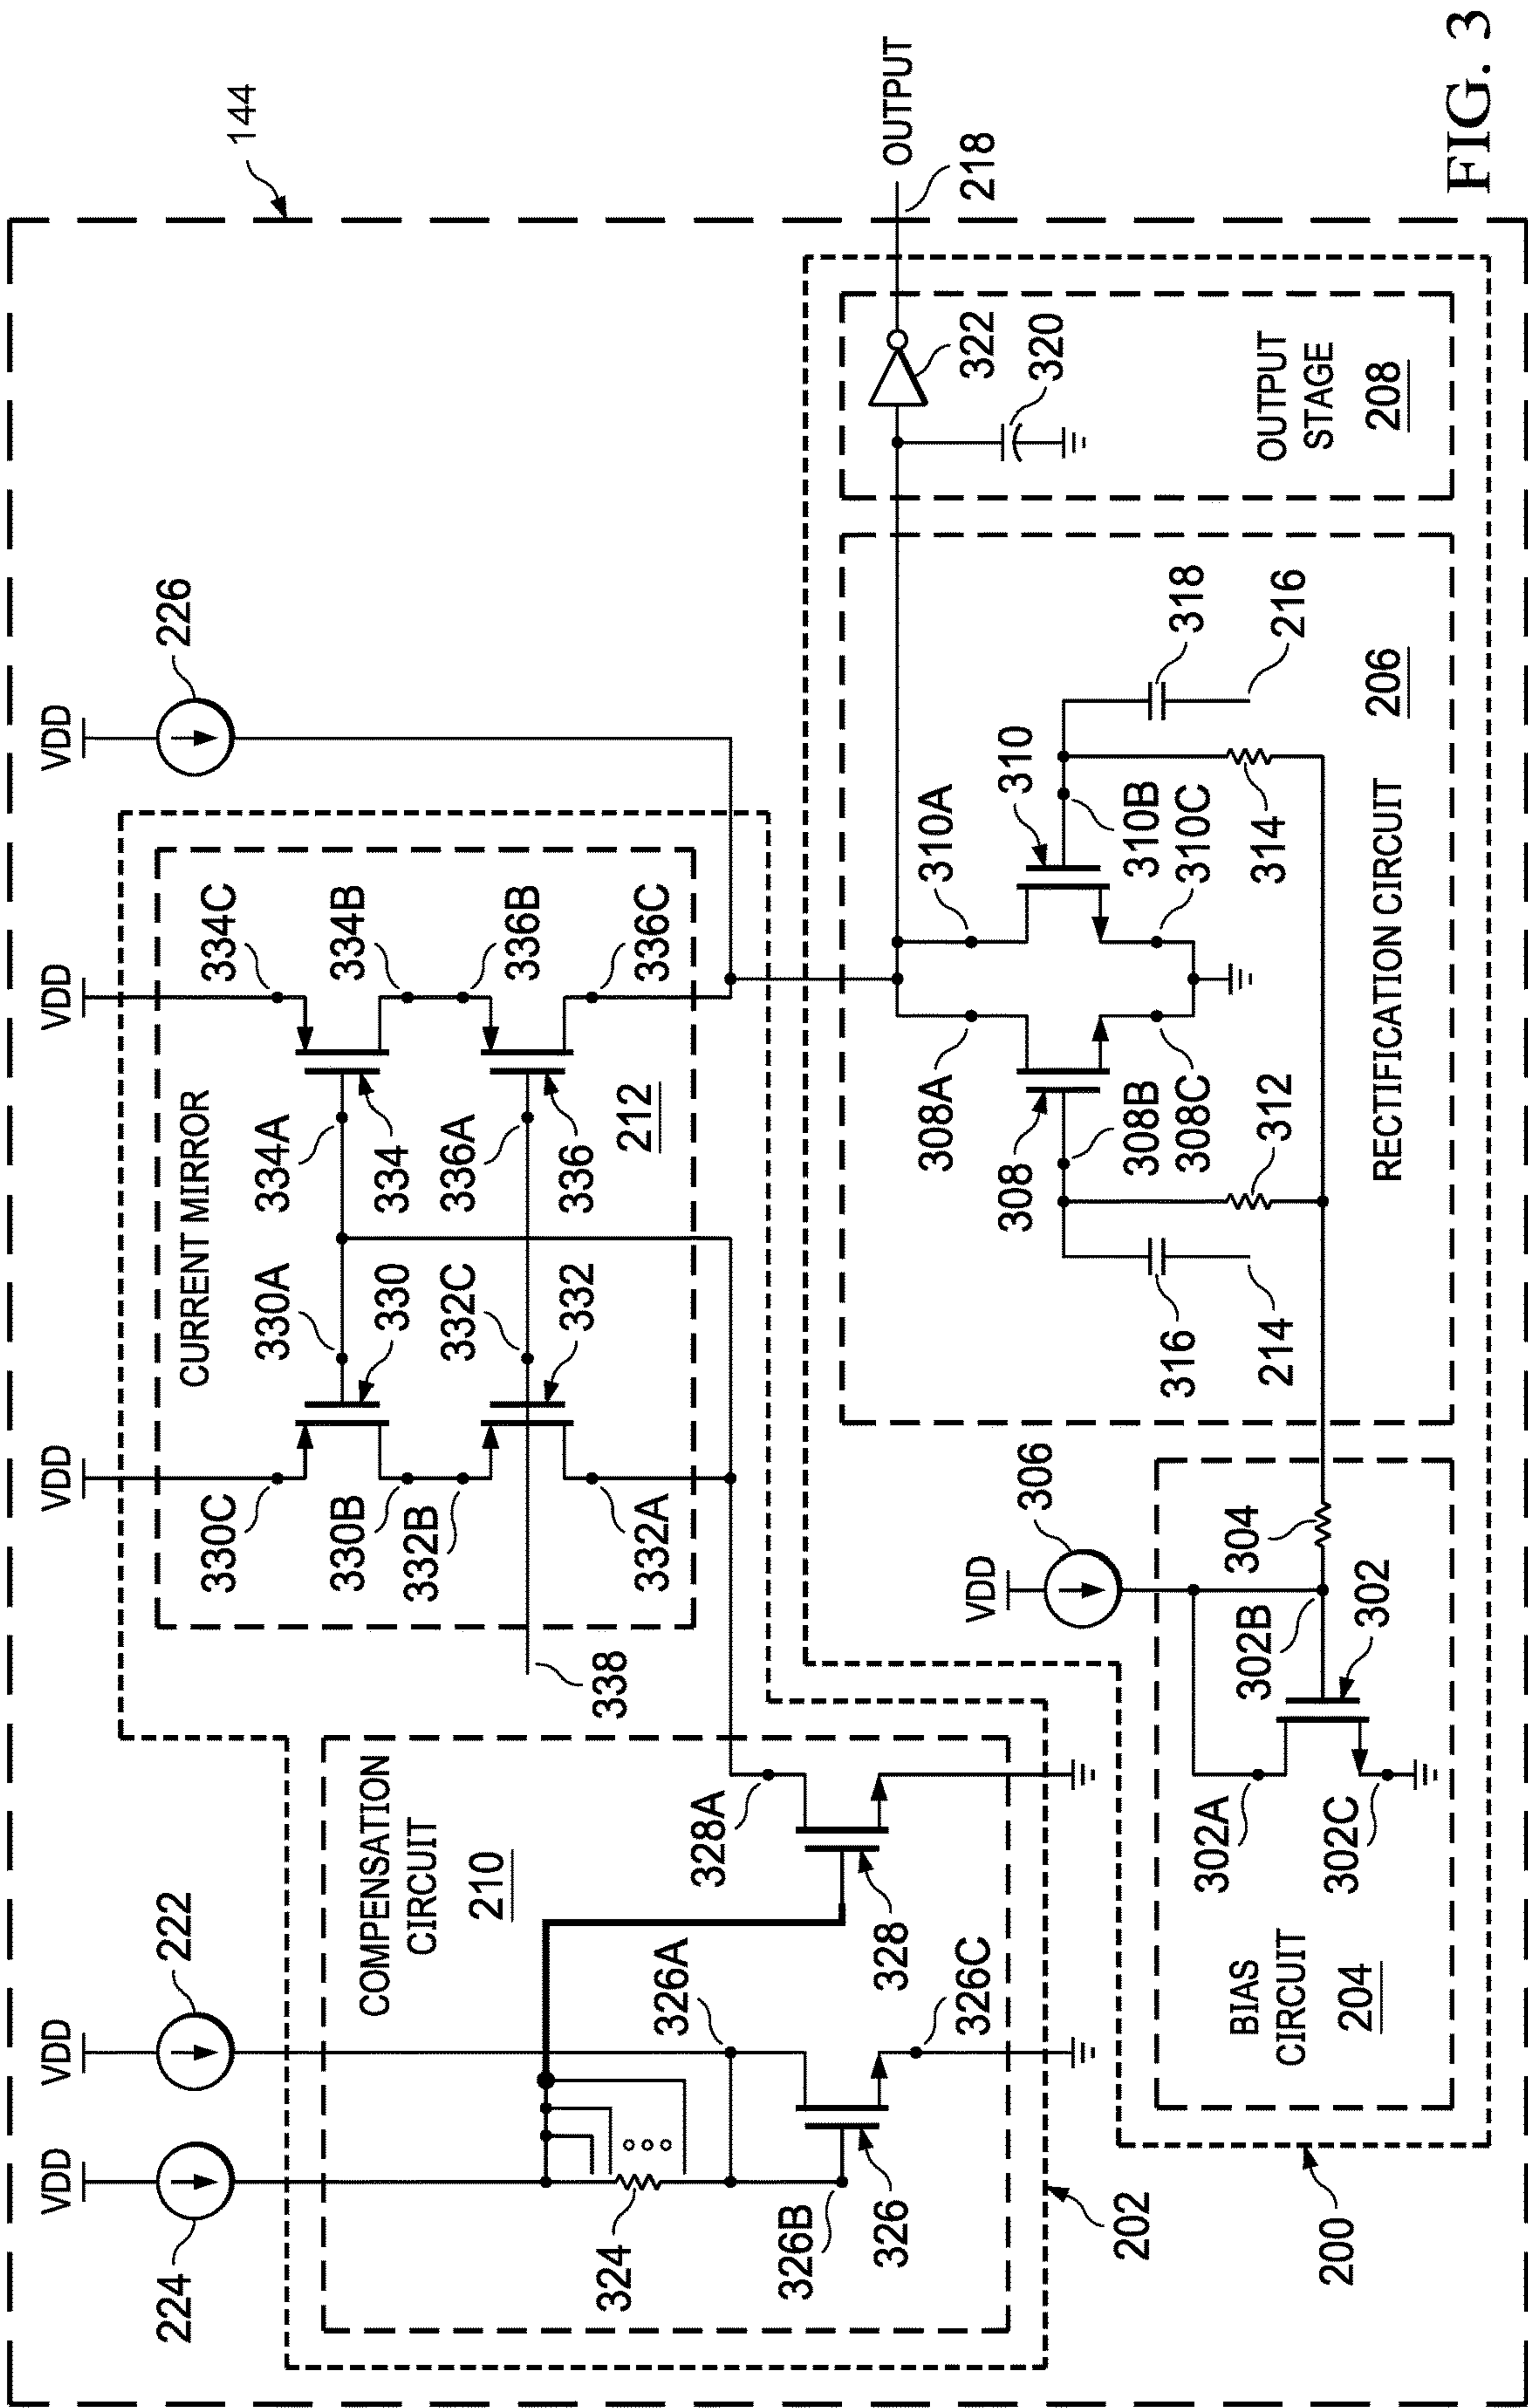 144
VDD
VDD
VDD
VDD
VDD
224
222
226
CURRENT MIRROR
330C
334C
330A
334A
330
334
330B
334B
332B
336B
332C
336A
332
336
332A
336C
212
338
COMPENSATION
CIRCUIT
210
324
326A
328A
326B
326
328
326C
202
VDD
306
OUTPUT
218
308A
310A
308
310
308B
310B
308C
310C
312
314
316
318
214
216
RECTIFICATION CIRCUIT
206
322
320
OUTPUT
STAGE
208
302A
302B
304
302C
302
BIAS
CIRCUIT
204
200
FIG. 3